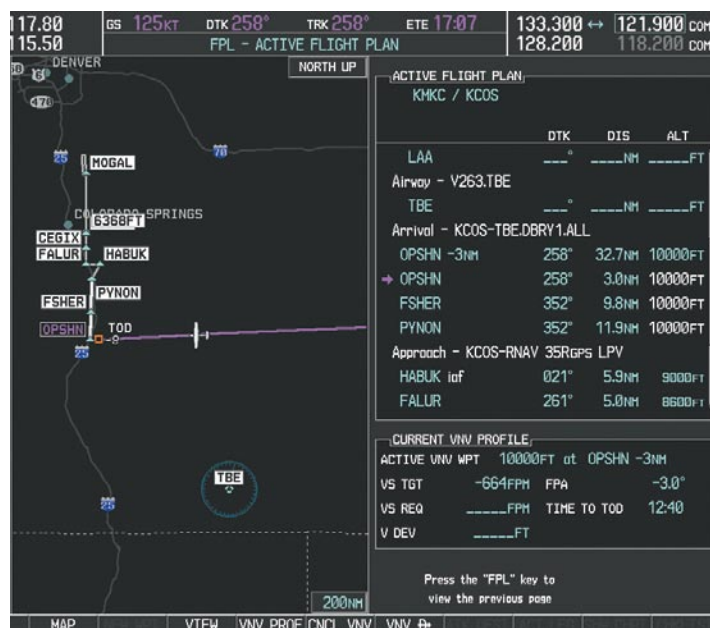 117.80 GS 125KT DTK 258° TRK 258° ETE 17:07 133.300 ↔ 121.900 COM
115.50 FPL – ACTIVE FLIGHT PLAN 128.200 118.200 COM
DENVER
NORTH UP
6
470
25
70
MOGAL
COLORADO SPRINGS
6368FT
CEGIX
FALUR
HABUK
PYNON
FSHER
OPSHN
TOD
25
TBE
25
200NM
ACTIVE FLIGHT PLAN
KMKC / KCOS
DTK DIS ALT
LAA ___° ____NM _____FT
Airway – V263.TBE
TBE ___° ____NM _____FT
Arrival – KCOS-TBE.DBRY1.ALL
OPSHN -3NM 258° 32.7NM 10000FT
→ OPSHN 258° 3.0NM 10000FT
FSHER 352° 9.8NM 10000FT
PYNON 352° 11.9NM 10000FT
Approach – KCOS-RNAV 35RGPS LPV
HABUK iaf 021° 5.9NM 9000FT
FALUR 261° 5.0NM 8600FT
CURRENT VNV PROFILE
ACTIVE VNV WPT 10000FT at OPSHN -3NM
VS TGT -664FPM FPA -3.0°
VS REQ _____FPM TIME TO TOD 12:40
V DEV _____FT
Press the "FPL" key to
view the previous page
MAP VIEW VNV PROF CNCL VNV VNV D→